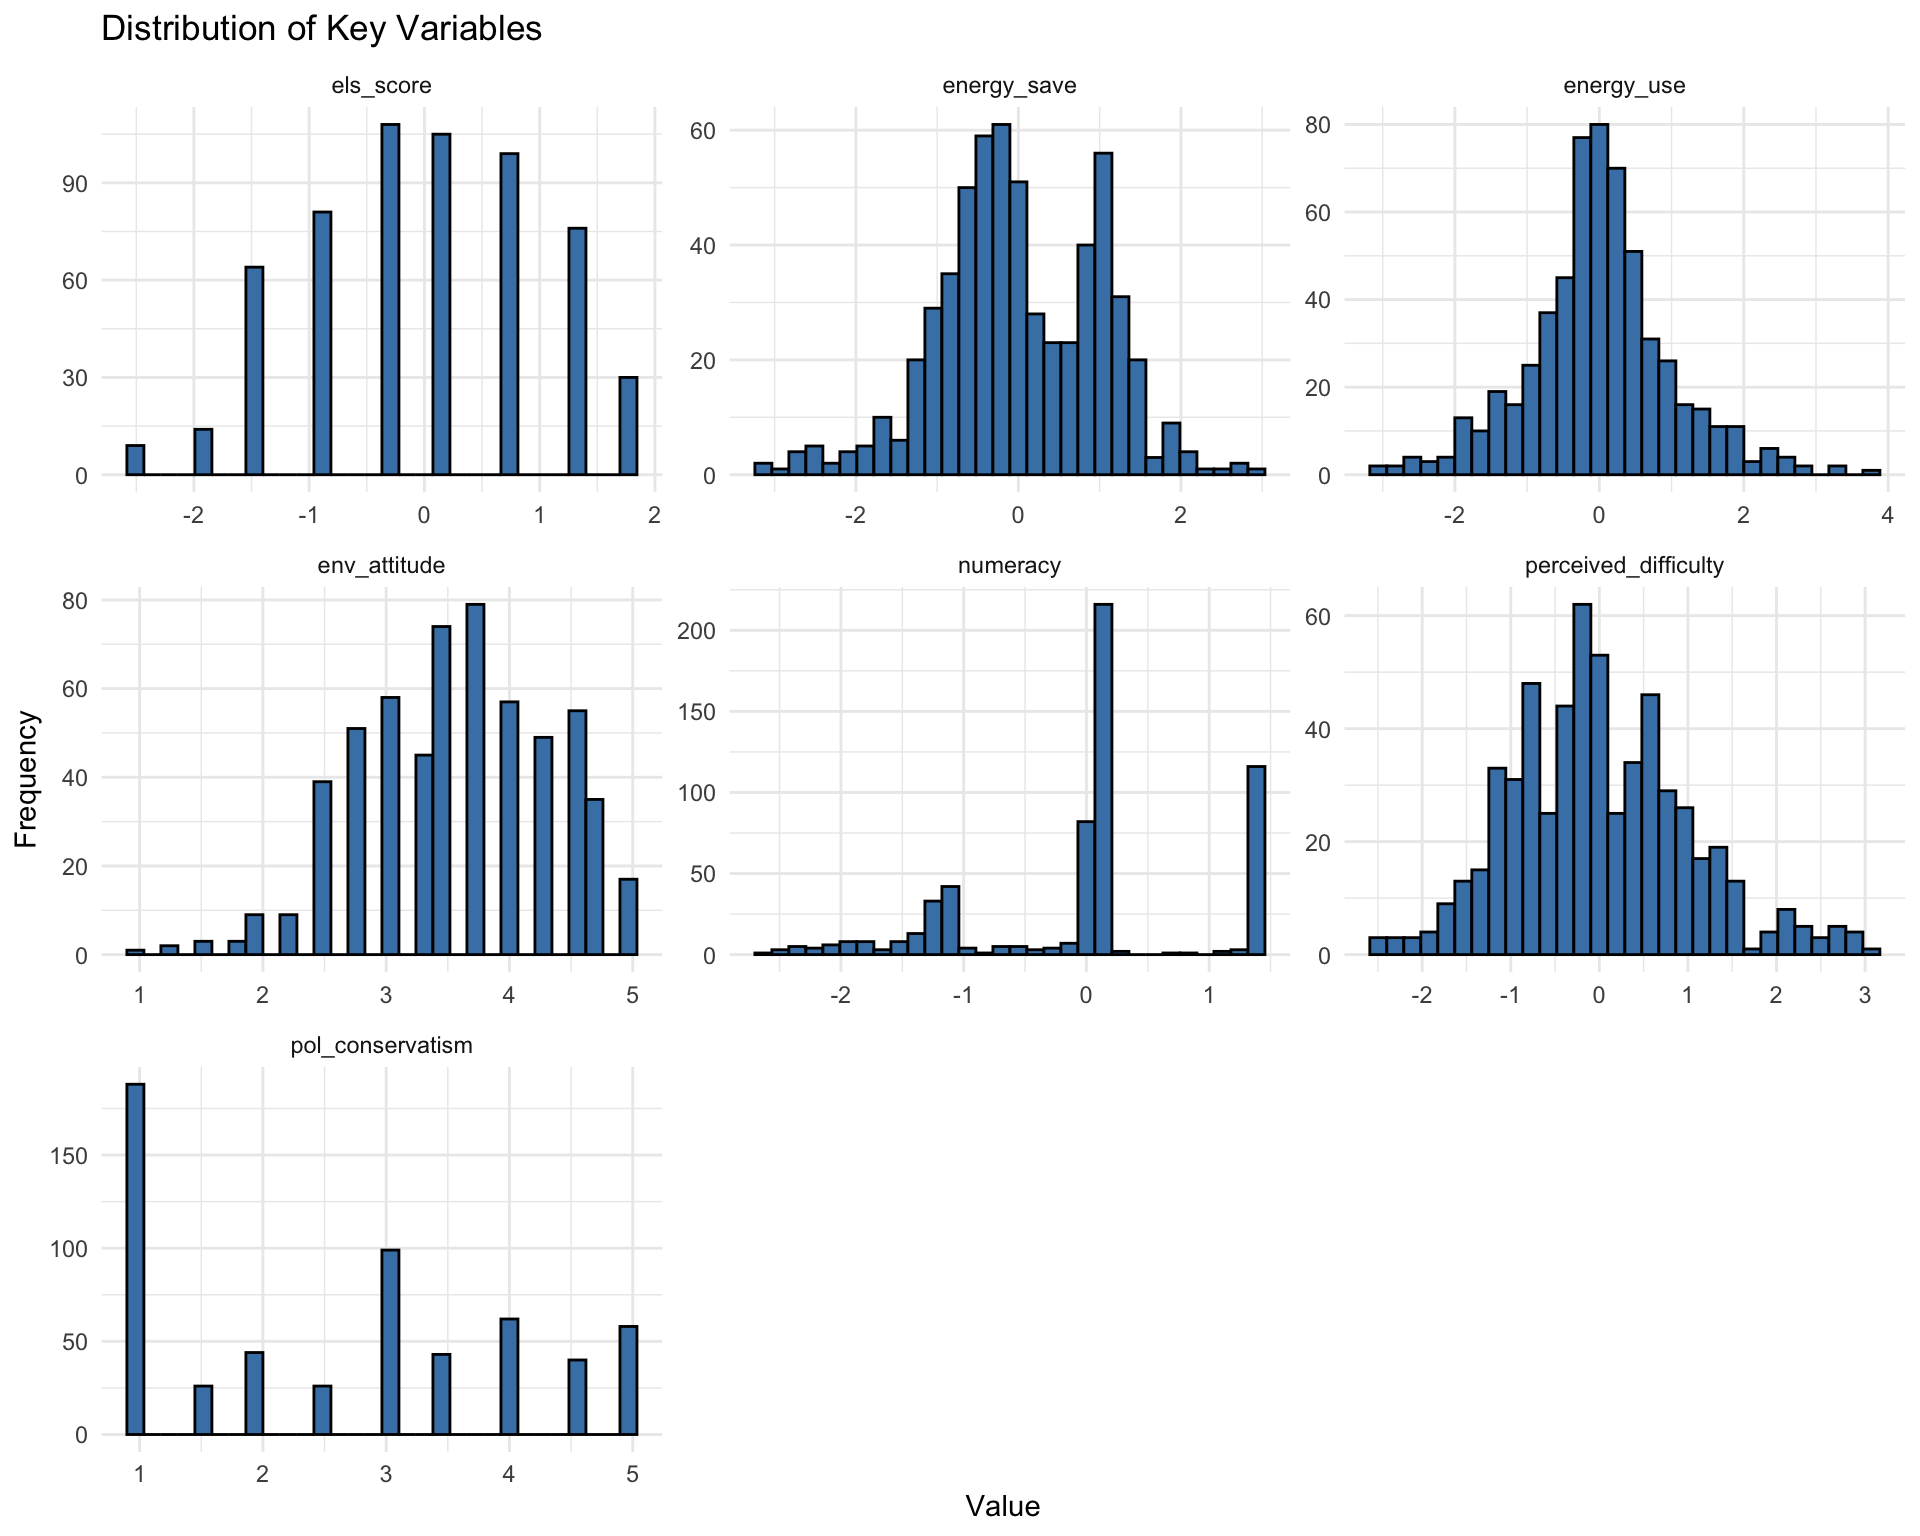 Distribution of Key Variables
els_score
energy_save
energy_use
90
60
30
0
60
40
20
0
80
60
40
20
0
-2 -1 0 1 2
-2 0 2
-2 0 2 4
env_attitude
numeracy
perceived_difficulty
80
60
40
20
0
200
150
100
50
0
60
40
20
0
1 2 3 4 5
-2 -1 0 1
-2 -1 0 1 2 3
pol_conservatism
150
100
50
0
1 2 3 4 5
Frequency
Value